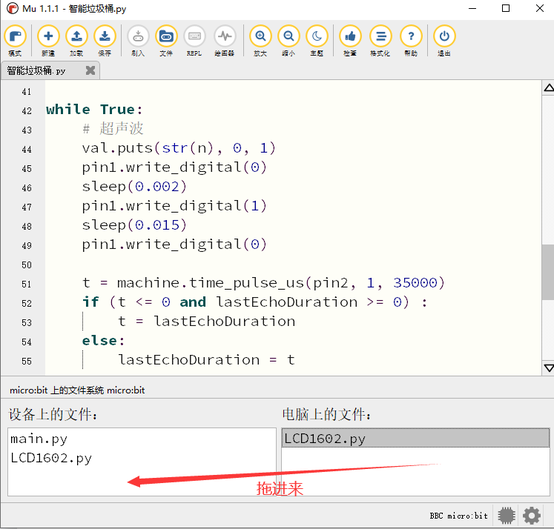 Mu 1.1.1 - 智能垃圾桶.py
模式 新建 加载 保存 刷入 文件 REPL 绘图器 放大 缩小 主题 检查 格式化 帮助 退出
智能垃圾桶.py
41
42 while True:
43 # 超声波
44 val.puts(str(n), 0, 1)
45 pin1.write_digital(0)
46 sleep(0.002)
47 pin1.write_digital(1)
48 sleep(0.015)
49 pin1.write_digital(0)
50
51 t = machine.time_pulse_us(pin2, 1, 35000)
52 if (t <= 0 and lastEchoDuration >= 0) :
53 t = lastEchoDuration
54 else:
55 lastEchoDuration = t
micro:bit 上的文件系统 micro:bit
设备上的文件： 电脑上的文件：
main.py LCD1602.py
LCD1602.py
拖进来
BBC micro:bit